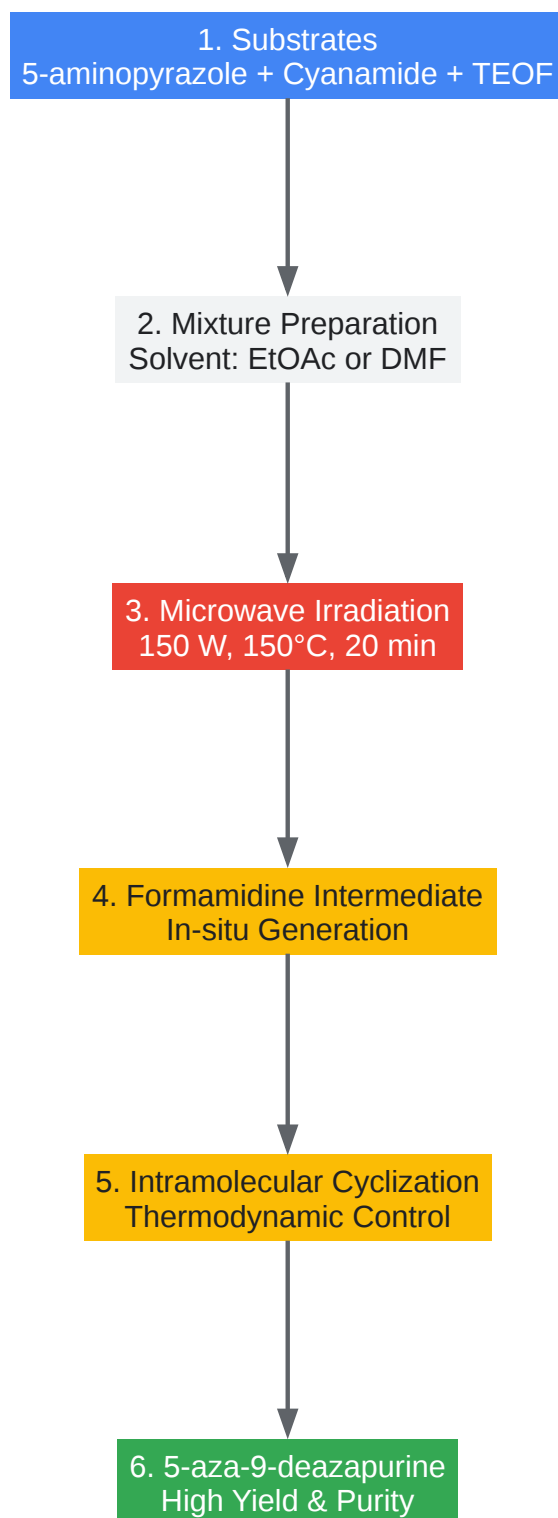 1. Substrates
5-aminopyrazole + Cyanamide + TEOF
2. Mixture Preparation
Solvent: EtOAc or DMF
3. Microwave Irradiation
150 W, 150°C, 20 min
4. Formamidine Intermediate
In-situ Generation
5. Intramolecular Cyclization
Thermodynamic Control
6. 5-aza-9-deazapurine
High Yield & Purity